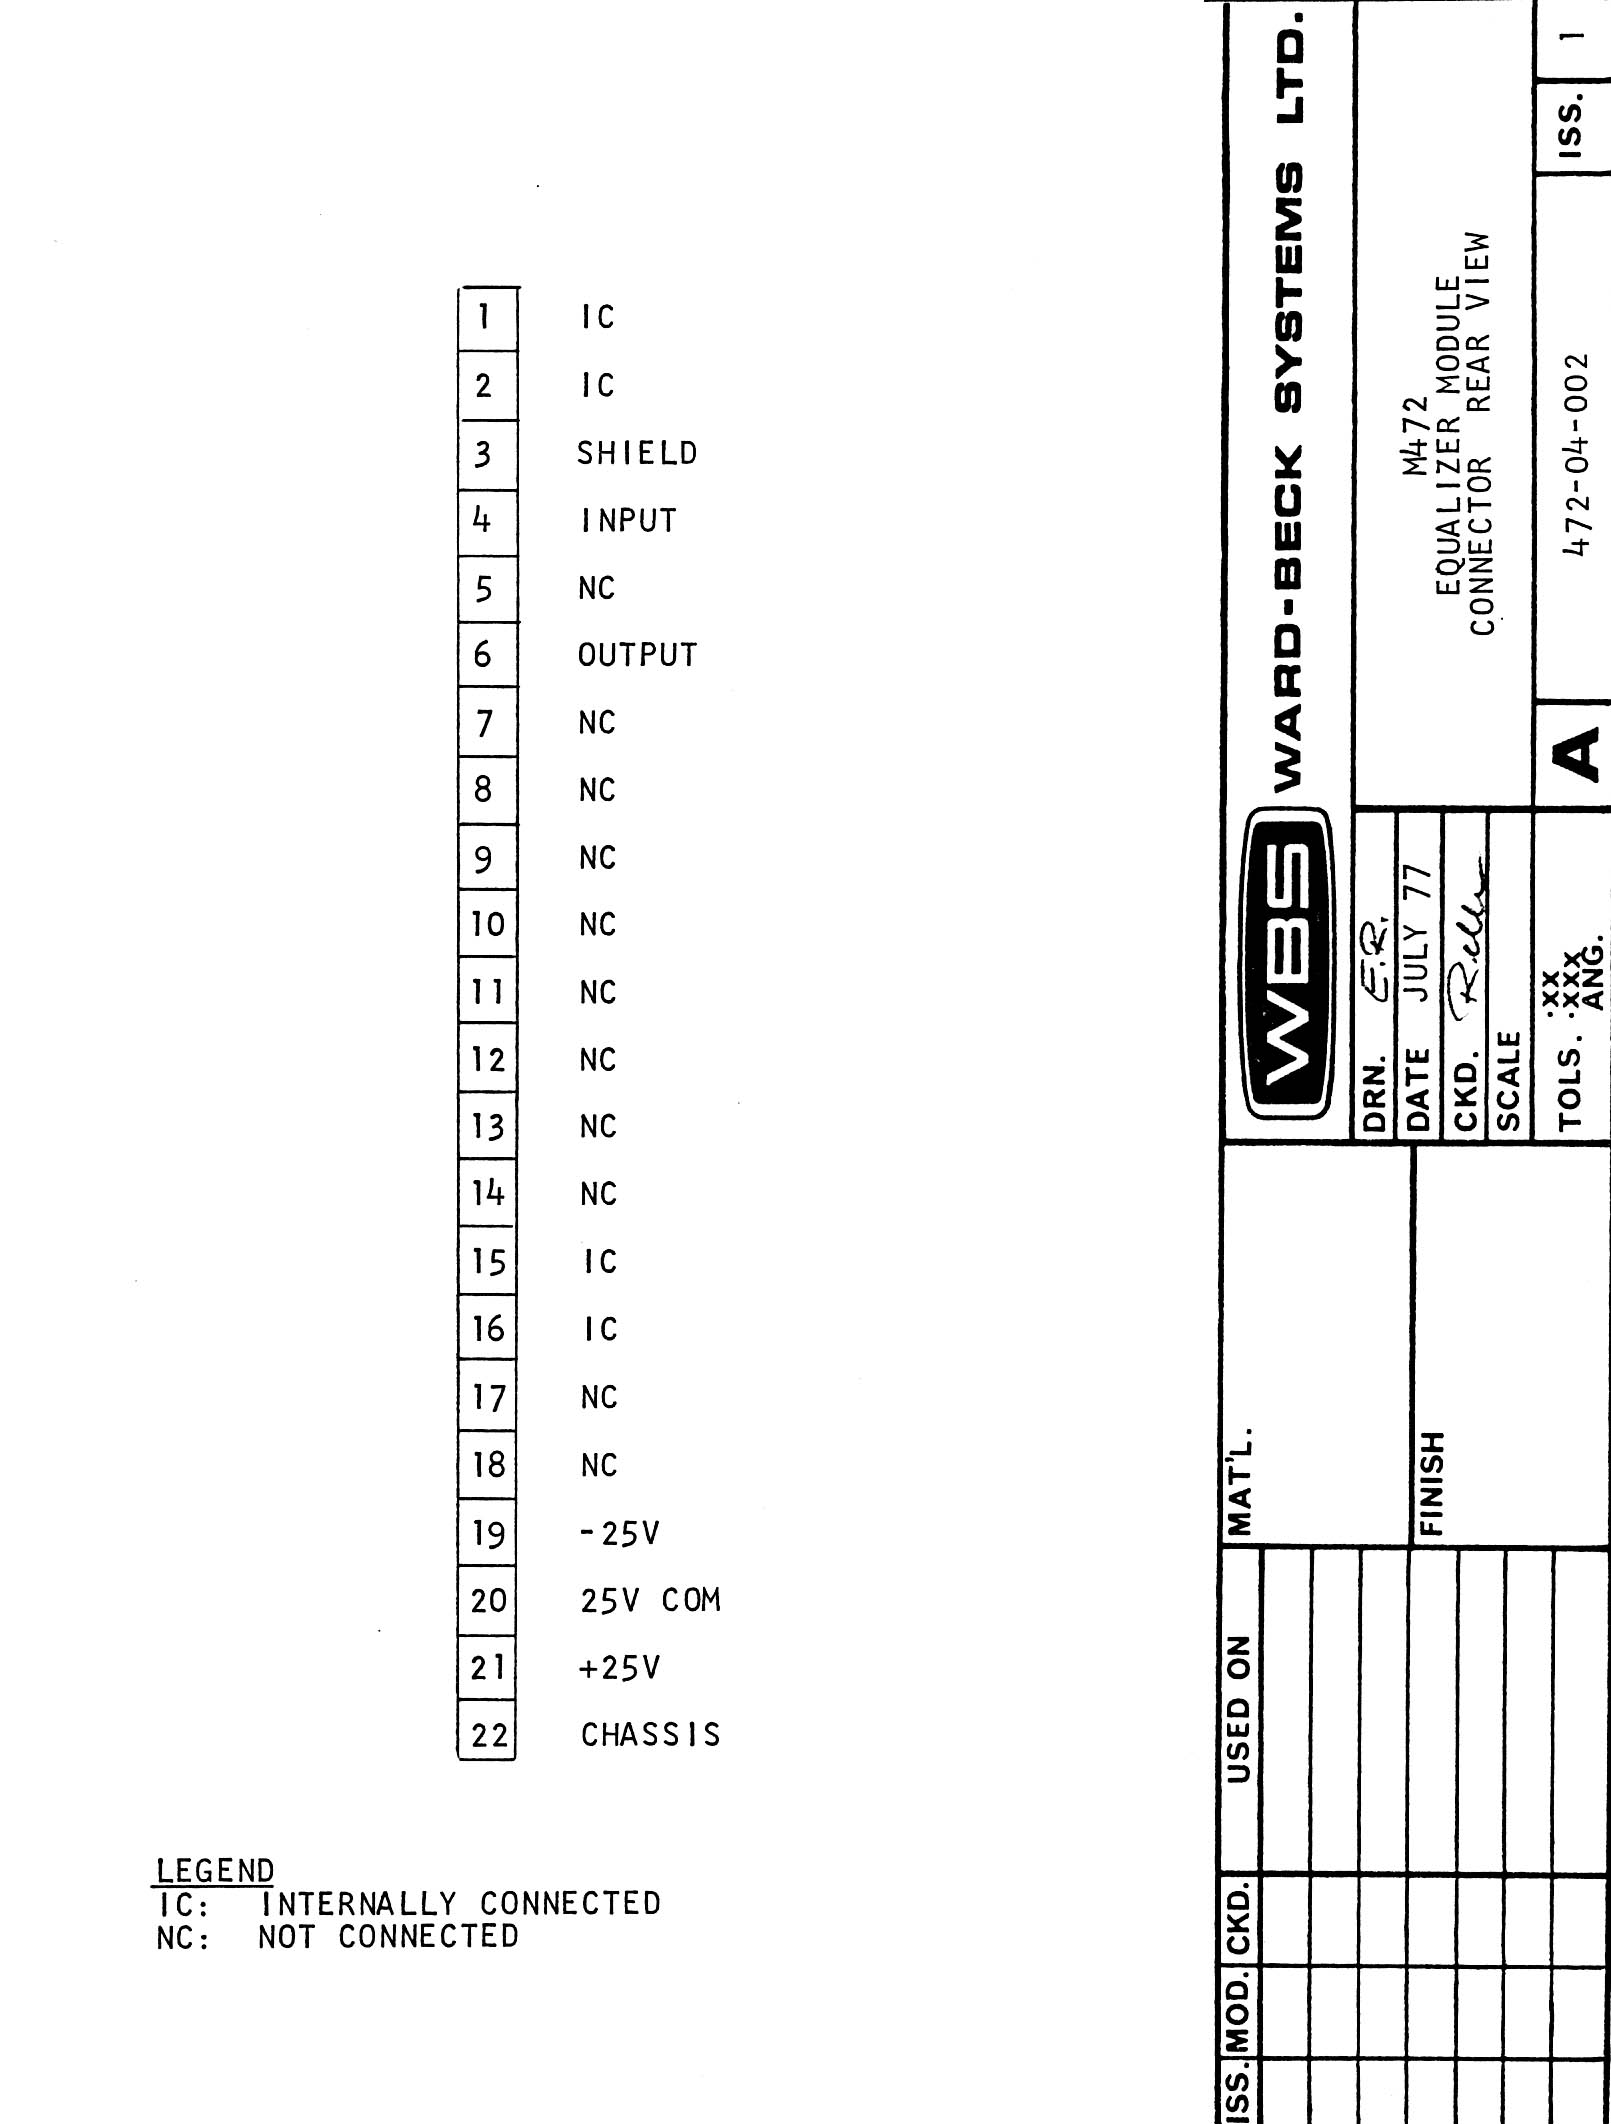 1 IC
2 IC
3 SHIELD
4 INPUT
5 NC
6 OUTPUT
7 NC
8 NC
9 NC
10 NC
11 NC
12 NC
13 NC
14 NC
15 IC
16 IC
17 NC
18 NC
19 -25V
20 25V COM
21 +25V
22 CHASSIS
LEGEND
IC: INTERNALLY CONNECTED
NC: NOT CONNECTED
WBS WARD-BECK SYSTEMS LTD.
M472
EQUALIZER MODULE
CONNECTOR REAR VIEW
DRN. E.R.
DATE JULY 77
CKD.
SCALE
TOLS. .XX
.XXX
ANG.
A 472-04-002 ISS. 1
MAT'L.
FINISH
ISS. MOD. CKD. USED ON